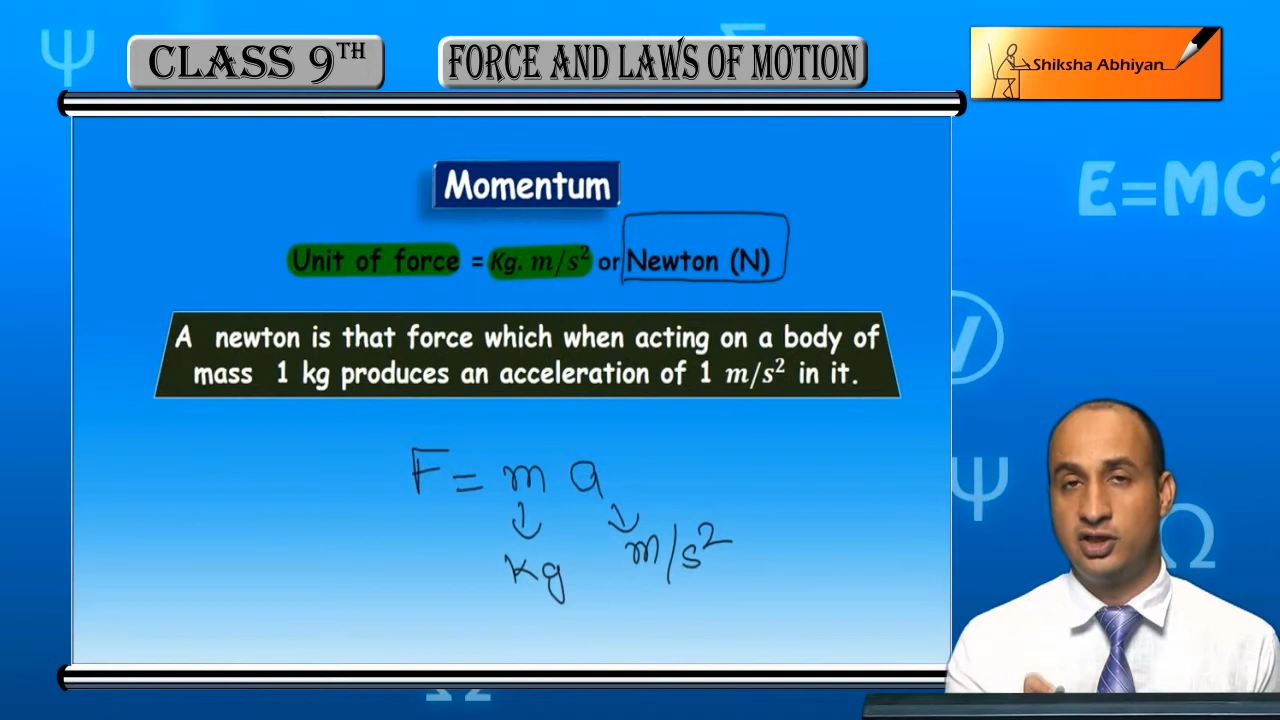 CLASS 9TH
FORCE AND LAWS OF MOTION
Shiksha Abhiyan
E=MC²
Momentum
Unit of force = Kg. m/s² or Newton (N)
A newton is that force which when acting on a body of
mass 1 kg produces an acceleration of 1 m/s² in it.
F = m a
↓ ↓
Kg m/s²
Ψ
Ψ
Ω
V
Σ
Ω